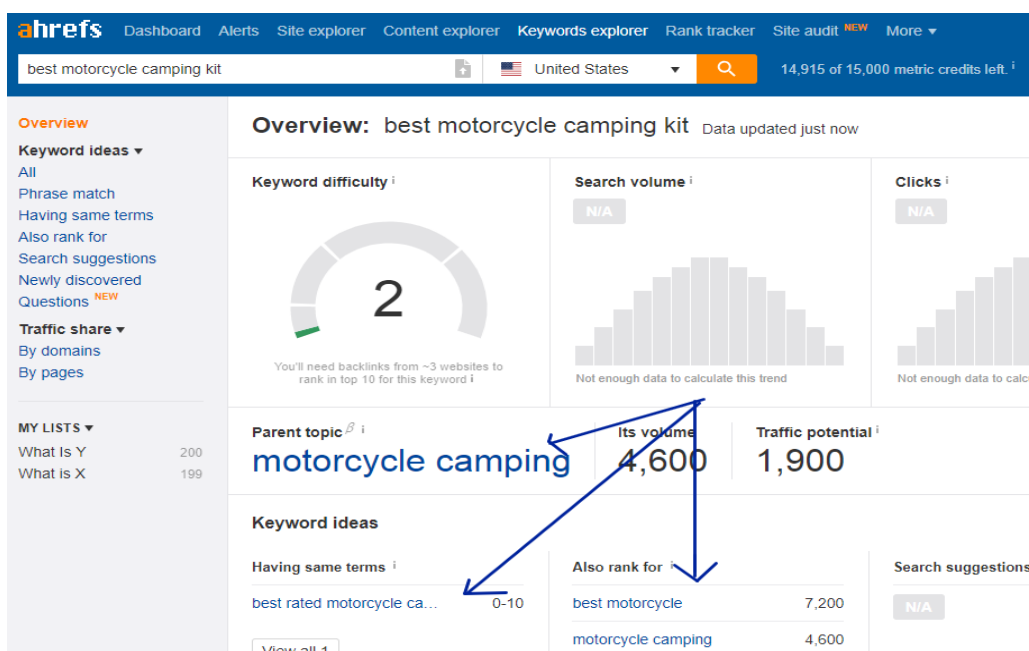 ahrefs Dashboard Alerts Site explorer Content explorer Keywords explorer Rank tracker Site audit NEW More
best motorcycle camping kit United States 14,915 of 15,000 metric credits left. i
Overview
Keyword ideas
All
Phrase match
Having same terms
Also rank for
Search suggestions
Newly discovered
Questions NEW
Traffic share
By domains
By pages
MY LISTS
What Is Y 200
What is X 199
Overview: best motorcycle camping kit Data updated just now
Keyword difficulty i
2
You'll need backlinks from ~3 websites to
rank in top 10 for this keyword i
Search volume i
N/A
Not enough data to calculate this trend
Clicks i
N/A
Not enough data to calc
Parent topic β i
motorcycle camping
Its volume
4,600
Traffic potential i
1,900
Keyword ideas
Having same terms i
best rated motorcycle ca... 0-10
View all 1
Also rank for i
best motorcycle 7,200
motorcycle camping 4,600
Search suggestions
N/A